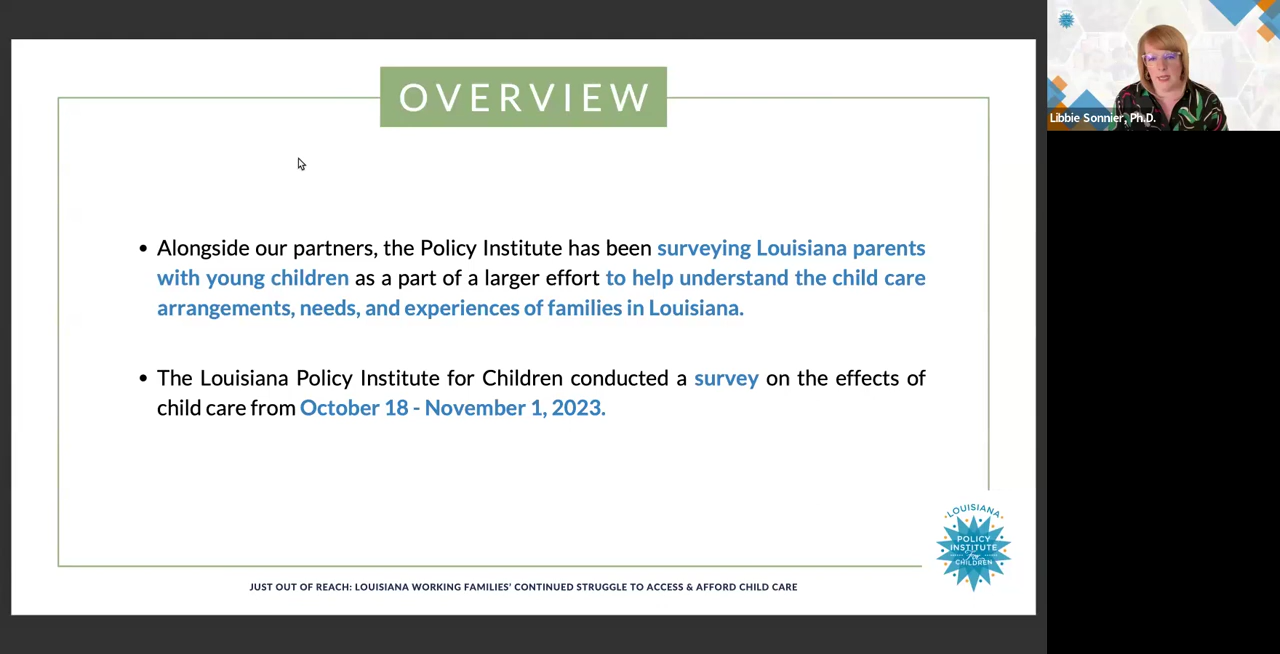 OVERVIEW
• Alongside our partners, the Policy Institute has been surveying Louisiana parents
with young children as a part of a larger effort to help understand the child care
arrangements, needs, and experiences of families in Louisiana.
• The Louisiana Policy Institute for Children conducted a survey on the effects of
child care from October 18 - November 1, 2023.
LOUISIANA
POLICY
INSTITUTE
For
CHILDREN
JUST OUT OF REACH: LOUISIANA WORKING FAMILIES' CONTINUED STRUGGLE TO ACCESS & AFFORD CHILD CARE
Libbie Sonnier, Ph.D.